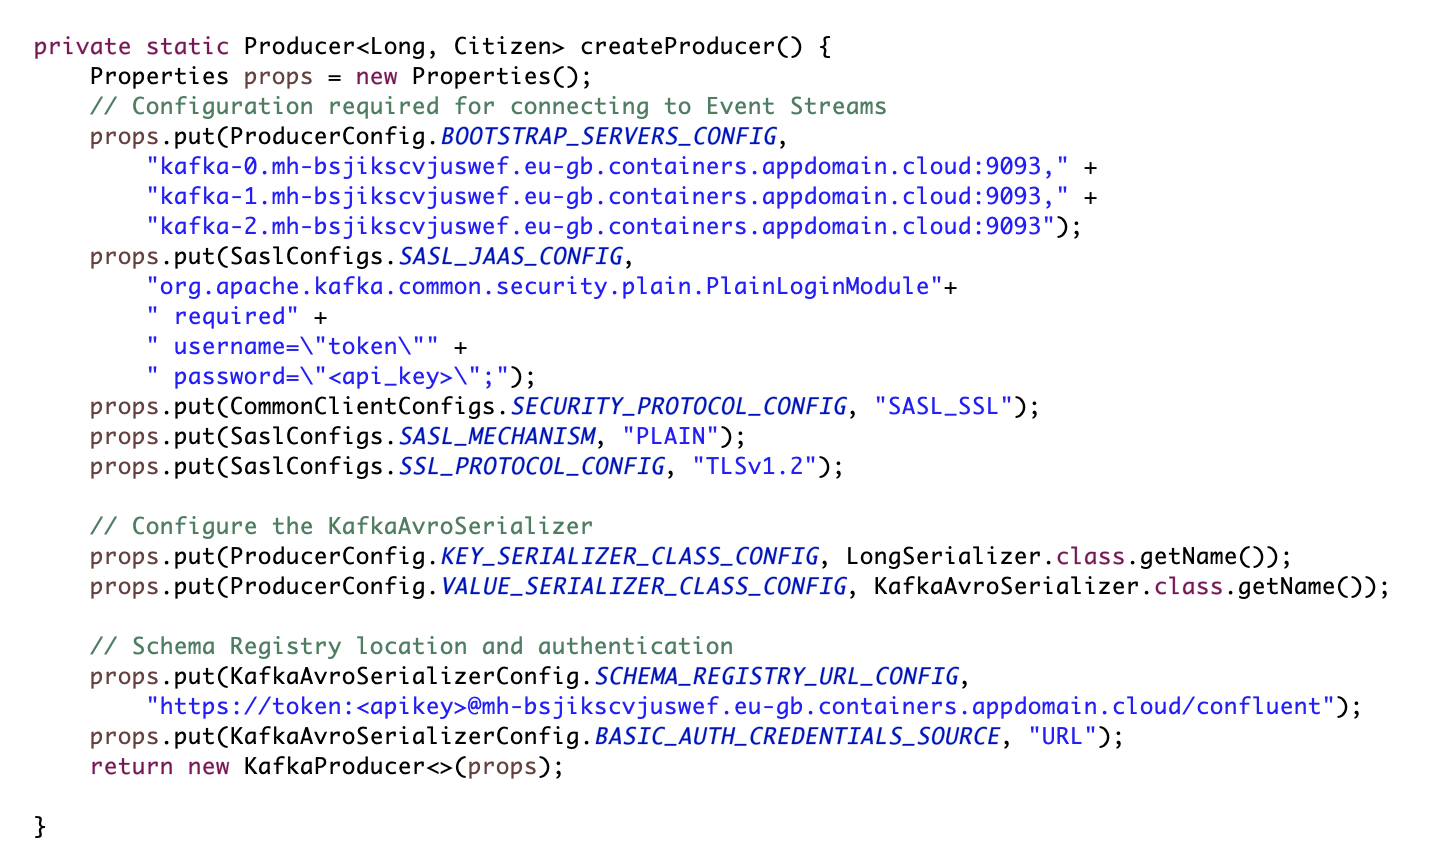 private static Producer<Long, Citizen> createProducer() {
    Properties props = new Properties();
    // Configuration required for connecting to Event Streams
    props.put(ProducerConfig.BOOTSTRAP_SERVERS_CONFIG,
        "kafka-0.mh-bsjikscvjuswef.eu-gb.containers.appdomain.cloud:9093," +
        "kafka-1.mh-bsjikscvjuswef.eu-gb.containers.appdomain.cloud:9093," +
        "kafka-2.mh-bsjikscvjuswef.eu-gb.containers.appdomain.cloud:9093");
    props.put(SaslConfigs.SASL_JAAS_CONFIG,
        "org.apache.kafka.common.security.plain.PlainLoginModule"+
        " required" +
        " username=\"token\"" +
        " password=\"<api_key>\";");
    props.put(CommonClientConfigs.SECURITY_PROTOCOL_CONFIG, "SASL_SSL");
    props.put(SaslConfigs.SASL_MECHANISM, "PLAIN");
    props.put(SaslConfigs.SSL_PROTOCOL_CONFIG, "TLSv1.2");

    // Configure the KafkaAvroSerializer
    props.put(ProducerConfig.KEY_SERIALIZER_CLASS_CONFIG, LongSerializer.class.getName());
    props.put(ProducerConfig.VALUE_SERIALIZER_CLASS_CONFIG, KafkaAvroSerializer.class.getName());

    // Schema Registry location and authentication
    props.put(KafkaAvroSerializerConfig.SCHEMA_REGISTRY_URL_CONFIG,
        "https://token:<apikey>@mh-bsjikscvjuswef.eu-gb.containers.appdomain.cloud/confluent");
    props.put(KafkaAvroSerializerConfig.BASIC_AUTH_CREDENTIALS_SOURCE, "URL");
    return new KafkaProducer<>(props);

}